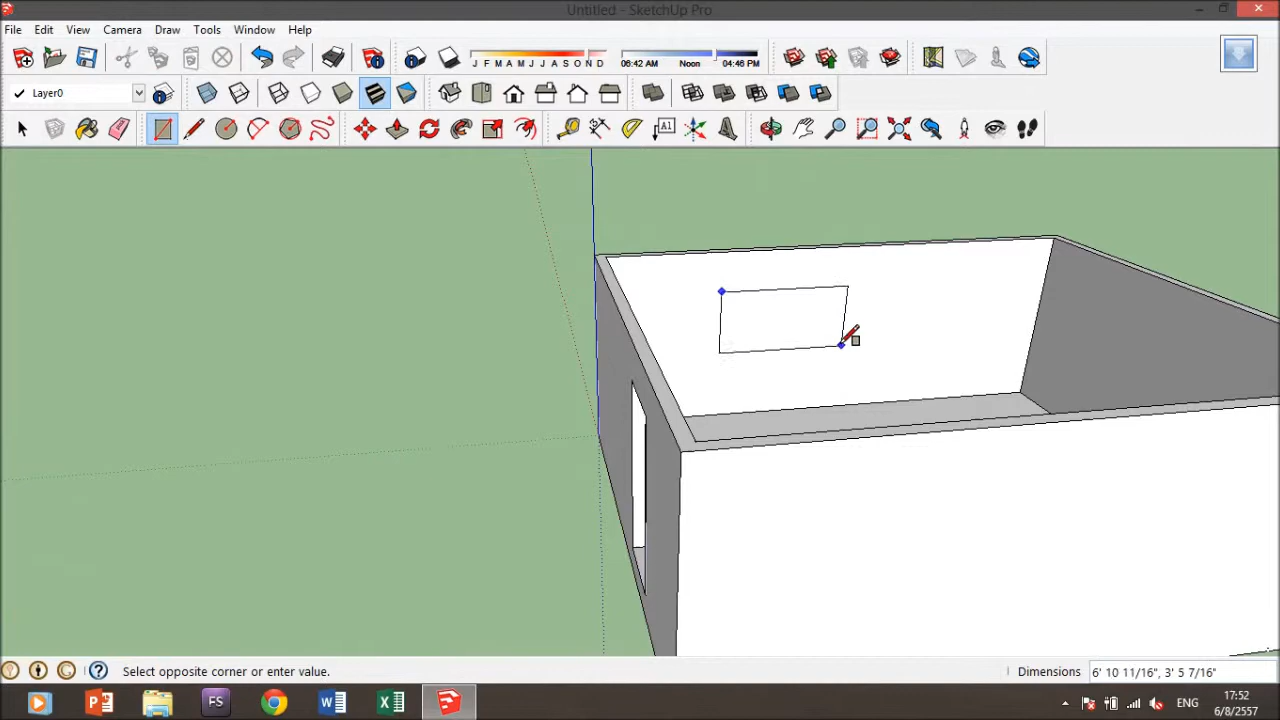 Untitled - SketchUp Pro
File Edit View Camera Draw Tools Window Help
J F M A M J J A S O N D
06:42 AM Noon 04:46 PM
Layer0
A1
Select opposite corner or enter value.
Dimensions 6' 10 11/16", 3' 5 7/16"
FS
ENG
17:52
6/8/2557